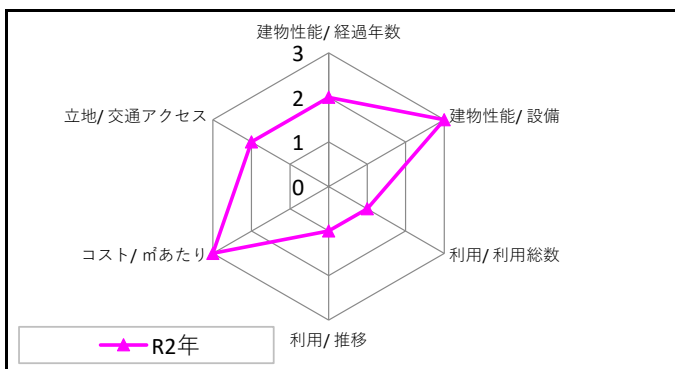 建物性能/ 経過年数
3
立地/ 交通アクセス
2
建物性能/ 設備
1
0
コスト/ ㎡あたり
利用/ 利用総数
利用/ 推移
R2年